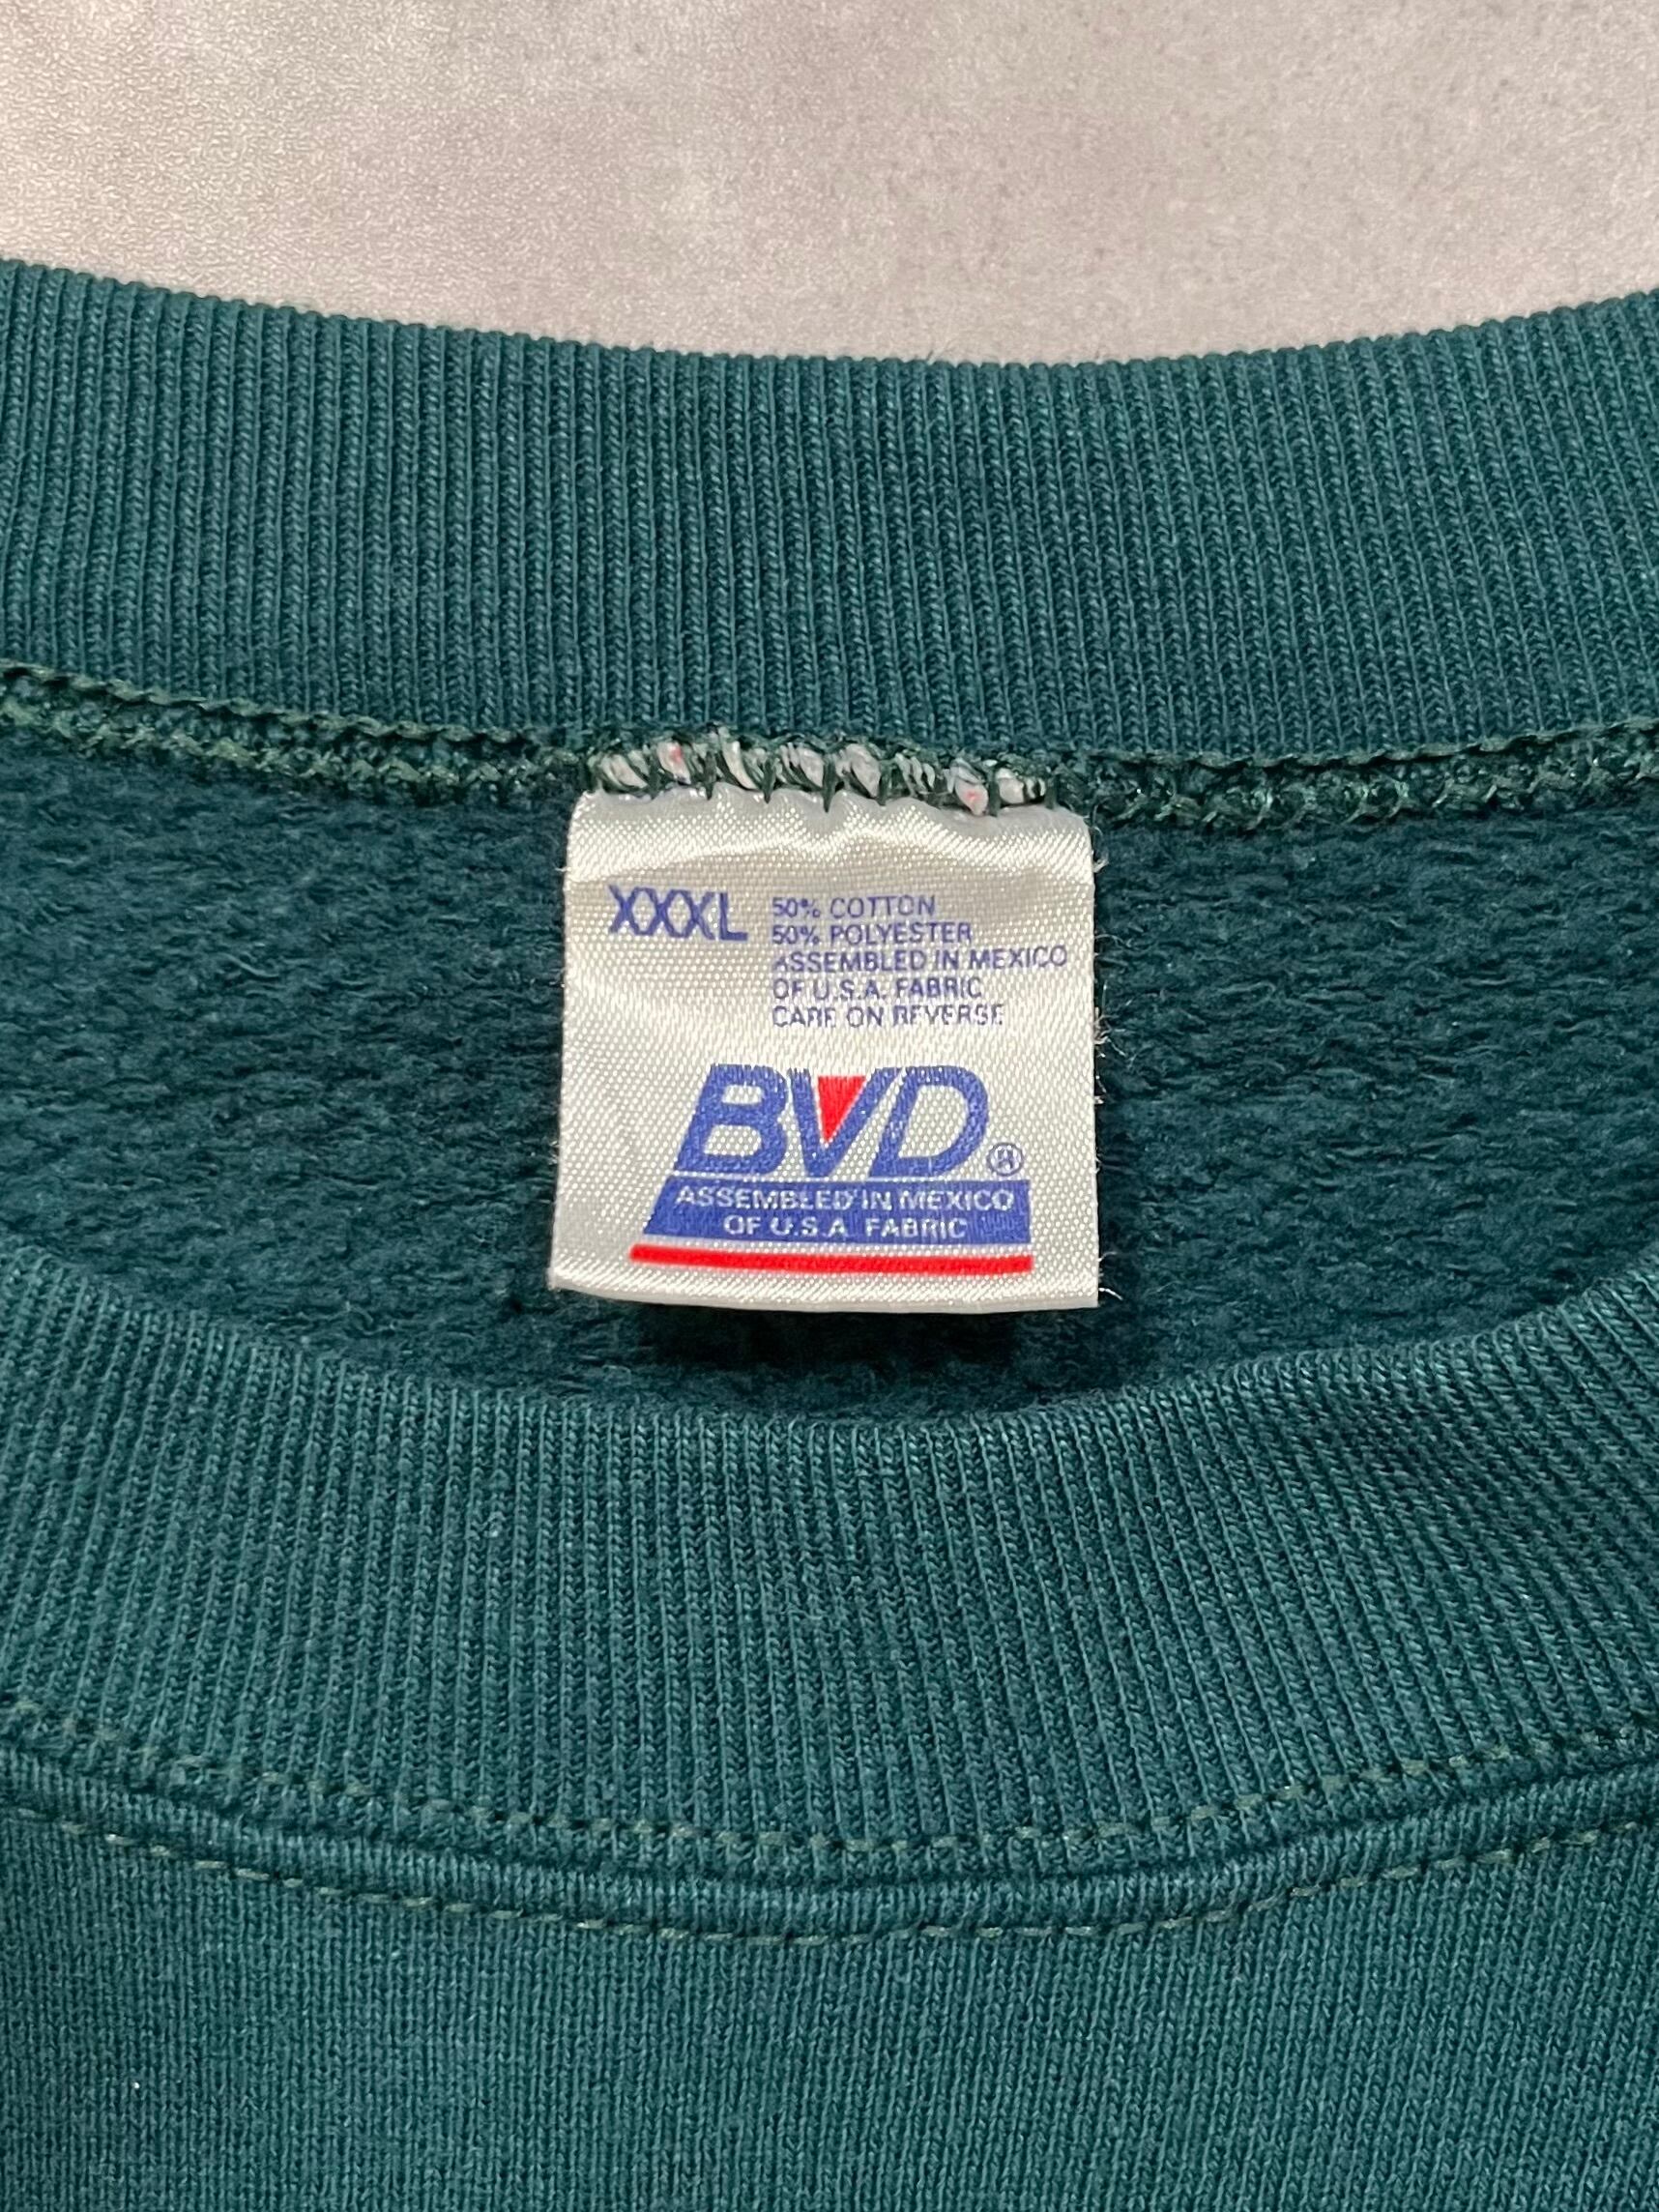 XXXL
50% COTTON
50% POLYESTER
ASSEMBLED IN MEXICO
OF U.S.A. FABRIC
CARE ON REVERSE
BVD®
ASSEMBLED IN MEXICO
OF U.S.A FABRIC